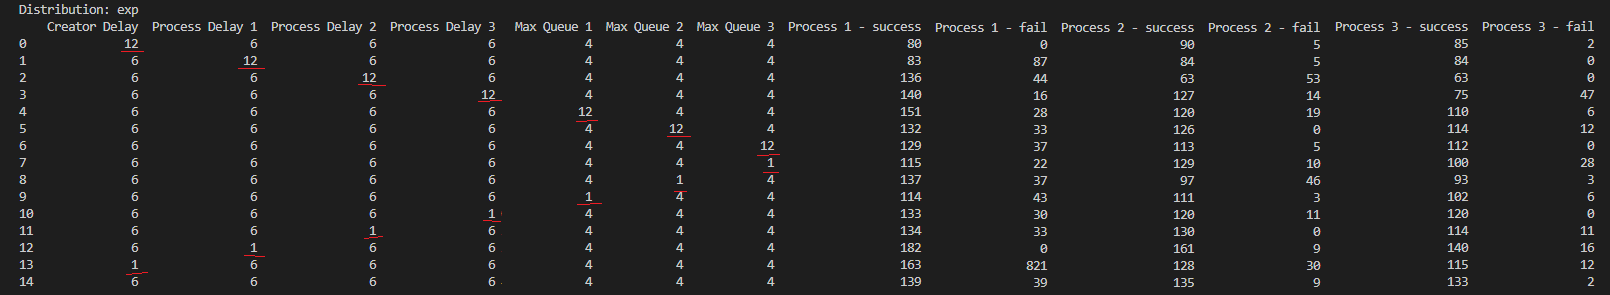 Distribution: exp
Creator Delay Process Delay 1 Process Delay 2 Process Delay 3 Max Queue 1 Max Queue 2 Max Queue 3 Process 1 - success Process 1 - fail Process 2 - success Process 2 - fail Process 3 - success Process 3 - fail
0 12 6 6 6 4 4 4 80 0 90 5 85 2
1 6 12 6 6 4 4 4 83 87 84 5 84 0
2 6 6 12 6 4 4 4 136 44 63 53 63 0
3 6 6 6 12 4 4 4 140 16 127 14 75 47
4 6 6 6 6 12 4 4 151 28 120 19 110 6
5 6 6 6 6 4 12 4 132 33 126 0 114 12
6 6 6 6 6 4 4 12 129 37 113 5 112 0
7 6 6 6 6 4 4 1 115 22 129 10 100 28
8 6 6 6 6 4 1 4 137 37 97 46 93 3
9 6 6 6 6 1 4 4 114 43 111 3 102 6
10 6 6 6 1 4 4 4 133 30 120 11 120 0
11 6 6 1 6 4 4 4 134 33 130 0 114 11
12 6 1 6 6 4 4 4 182 0 161 9 140 16
13 1 6 6 6 4 4 4 163 821 128 30 115 12
14 6 6 6 6 4 4 4 139 39 135 9 133 2